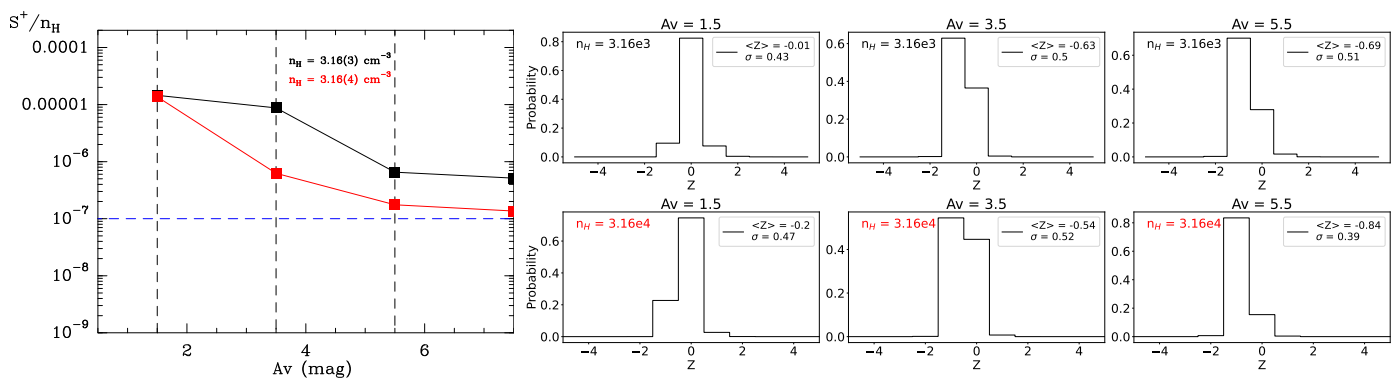 S⁺/n_H
0.0001
0.00001
10⁻⁶
10⁻⁷
10⁻⁸
10⁻⁹
2
4
6
Av (mag)
n_H = 3.16(3) cm⁻³
n_H = 3.16(4) cm⁻³
Av = 1.5
n_H = 3.16e3
<Z> = -0.01
σ = 0.43
Probability
0.8
0.6
0.4
0.2
0.0
−4
−2
0
2
4
Z
Av = 3.5
n_H = 3.16e3
<Z> = -0.63
σ = 0.5
0.6
0.4
0.2
0.0
−4
−2
0
2
4
Z
Av = 5.5
n_H = 3.16e3
<Z> = -0.69
σ = 0.51
0.6
0.4
0.2
0.0
−4
−2
0
2
4
Z
Av = 1.5
n_H = 3.16e4
<Z> = -0.2
σ = 0.47
Probability
0.6
0.4
0.2
0.0
−4
−2
0
2
4
Z
Av = 3.5
n_H = 3.16e4
<Z> = -0.54
σ = 0.52
0.4
0.2
0.0
−4
−2
0
2
4
Z
Av = 5.5
n_H = 3.16e4
<Z> = -0.84
σ = 0.39
0.8
0.6
0.4
0.2
0.0
−4
−2
0
2
4
Z